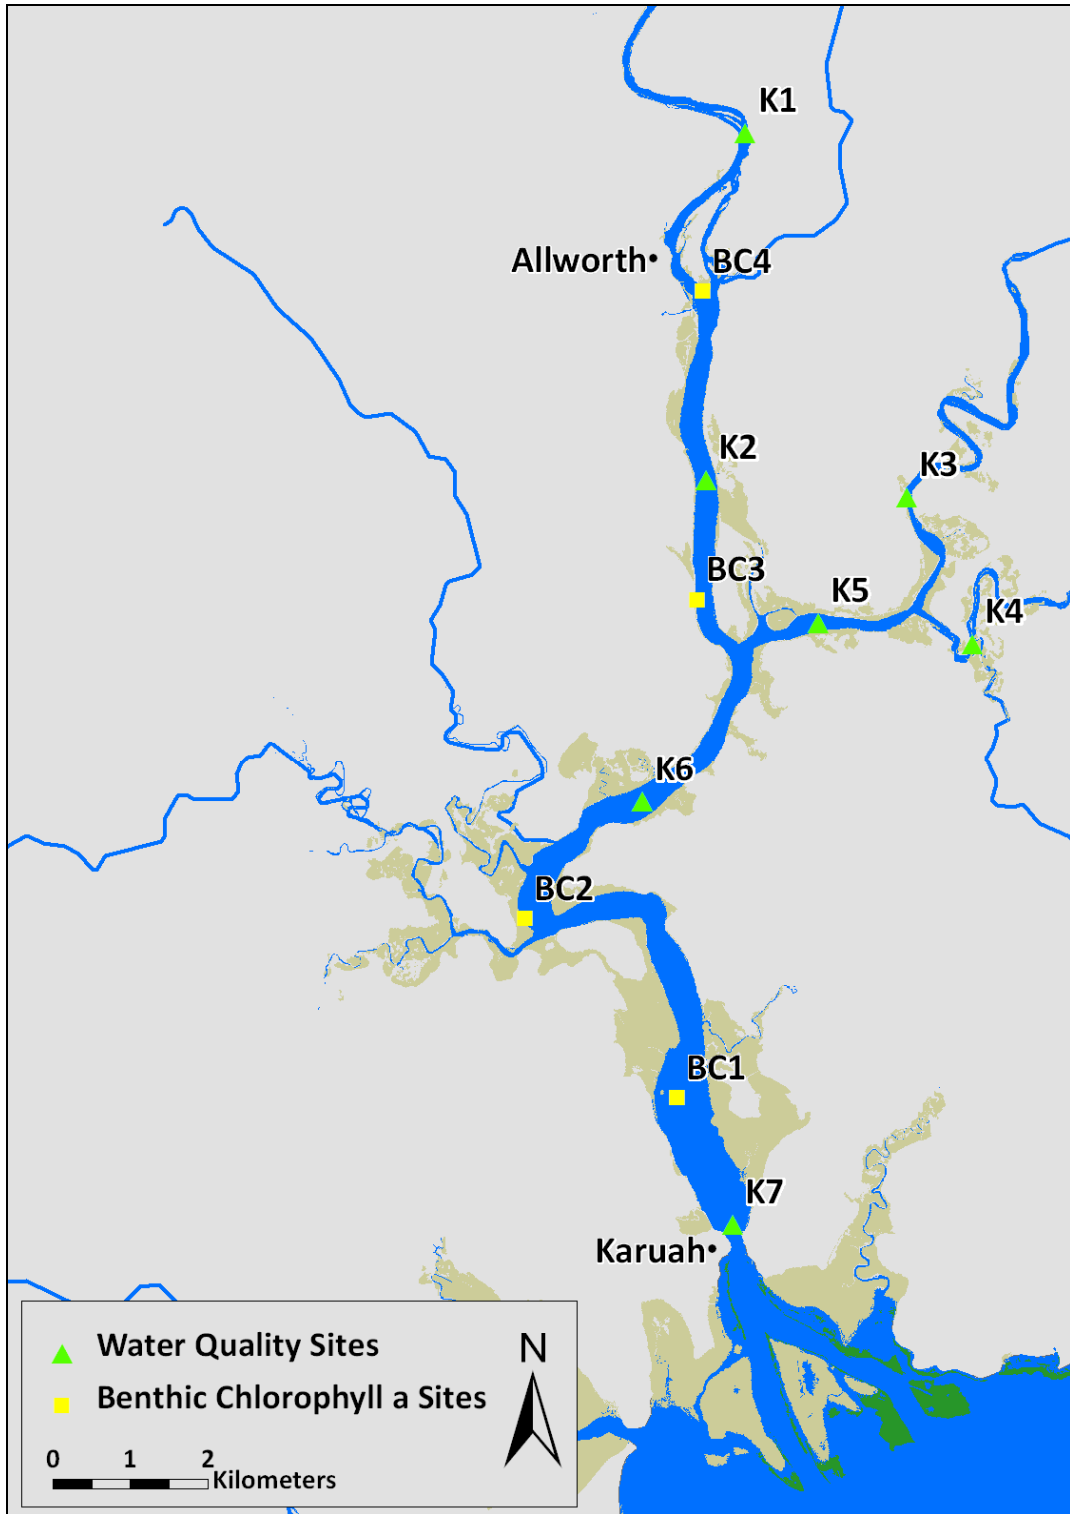 K1
Allworth
BC4
K2
K3
BC3
K5
K4
K6
BC2
BC1
K7
Karuah
Water Quality Sites
N
Benthic Chlorophyll a Sites
0 1 2
Kilometers